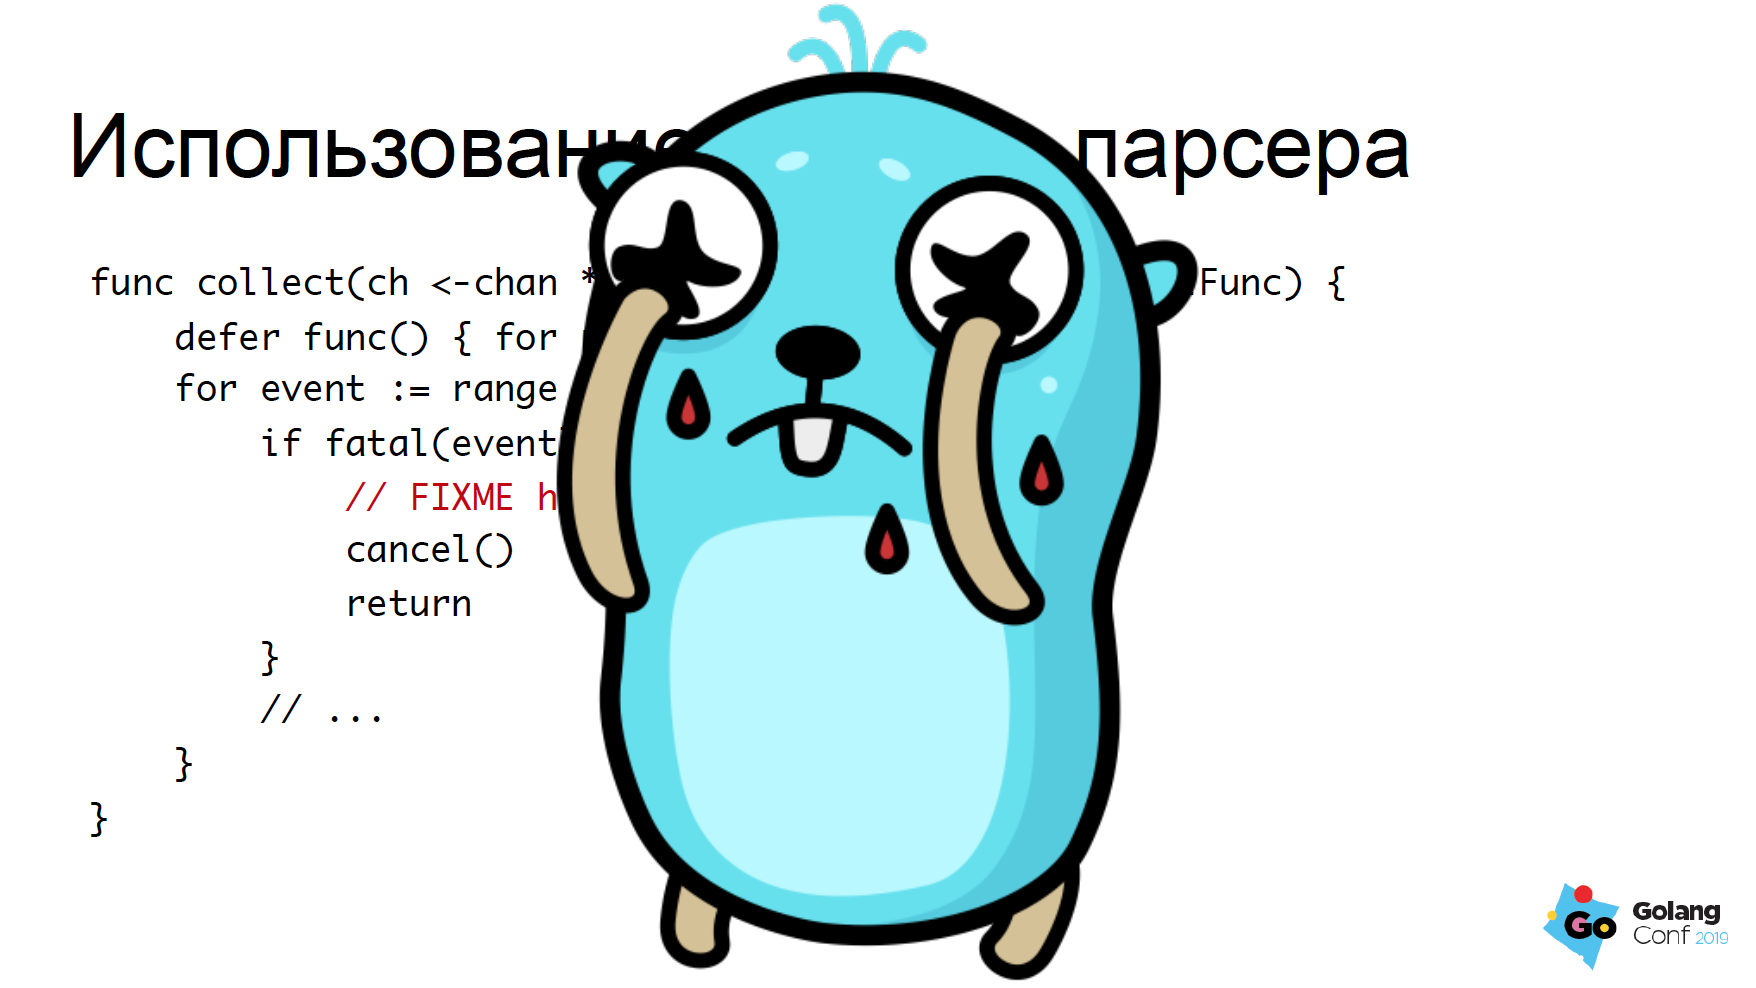 Использование парсера
func collect(ch <-chan * Func) {
defer func() { for
for event := range
if fatal(event
// FIXME
cancel()
return
}
// ...
}
}
Go
Golang
Conf 2019